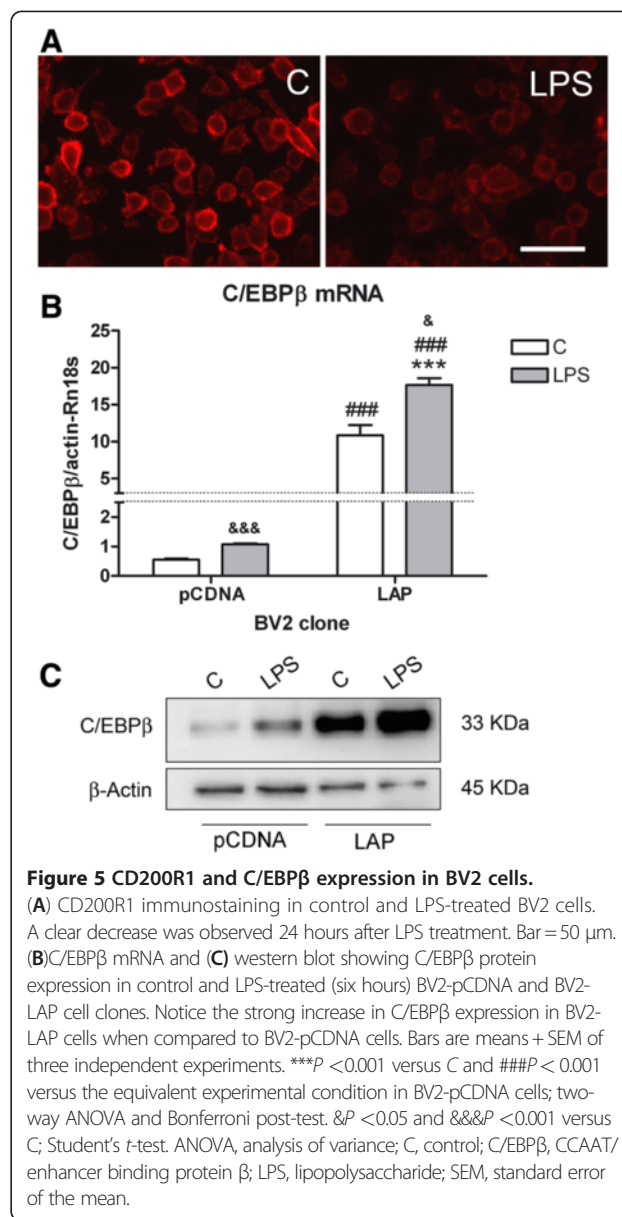 A
C
LPS
C/EBPβ mRNA
B
C/EBPβ/actin-Rn18s
25
20
15
10
5
2
1
0
&&&
###
&
###
***
C
LPS
pCDNA
LAP
BV2 clone
C
C
LPS
C
LPS
C/EBPβ
33 KDa
β-Actin
45 KDa
pCDNA
LAP
Figure 5 CD200R1 and C/EBPβ expression in BV2 cells.
(A) CD200R1 immunostaining in control and LPS-treated BV2 cells.
A clear decrease was observed 24 hours after LPS treatment. Bar = 50 μm.
(B)C/EBPβ mRNA and (C) western blot showing C/EBPβ protein
expression in control and LPS-treated (six hours) BV2-pCDNA and BV2-
LAP cell clones. Notice the strong increase in C/EBPβ expression in BV2-
LAP cells when compared to BV2-pCDNA cells. Bars are means + SEM of
three independent experiments. ***P <0.001 versus C and ###P < 0.001
versus the equivalent experimental condition in BV2-pCDNA cells; two-
way ANOVA and Bonferroni post-test. &P <0.05 and &&&P <0.001 versus
C; Student's t-test. ANOVA, analysis of variance; C, control; C/EBPβ, CCAAT/
enhancer binding protein β; LPS, lipopolysaccharide; SEM, standard error
of the mean.